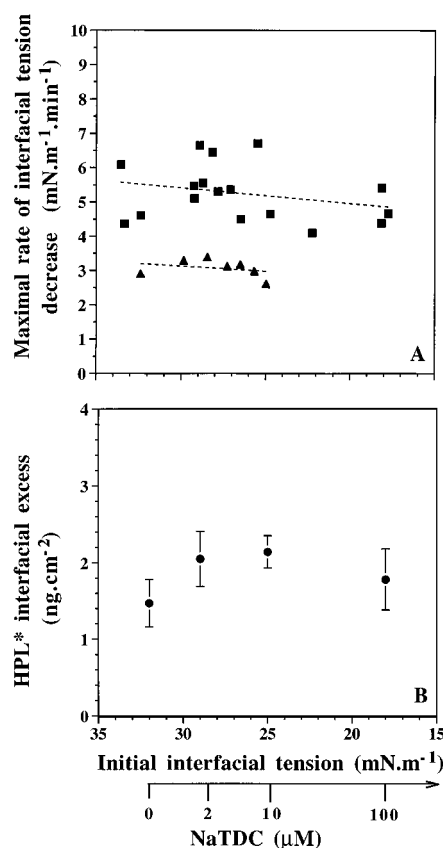 Maximal rate of interfacial tension
decrease (mN.m-1.min-1)
10
9
8
7
6
5
4
3
2
1
0
A
HPL* interfacial excess
(ng.cm-2)
4
3
2
1
0
B
35 30 25 20 15
Initial interfacial tension (mN.m-1)
0 2 10 100
NaTDC (µM)